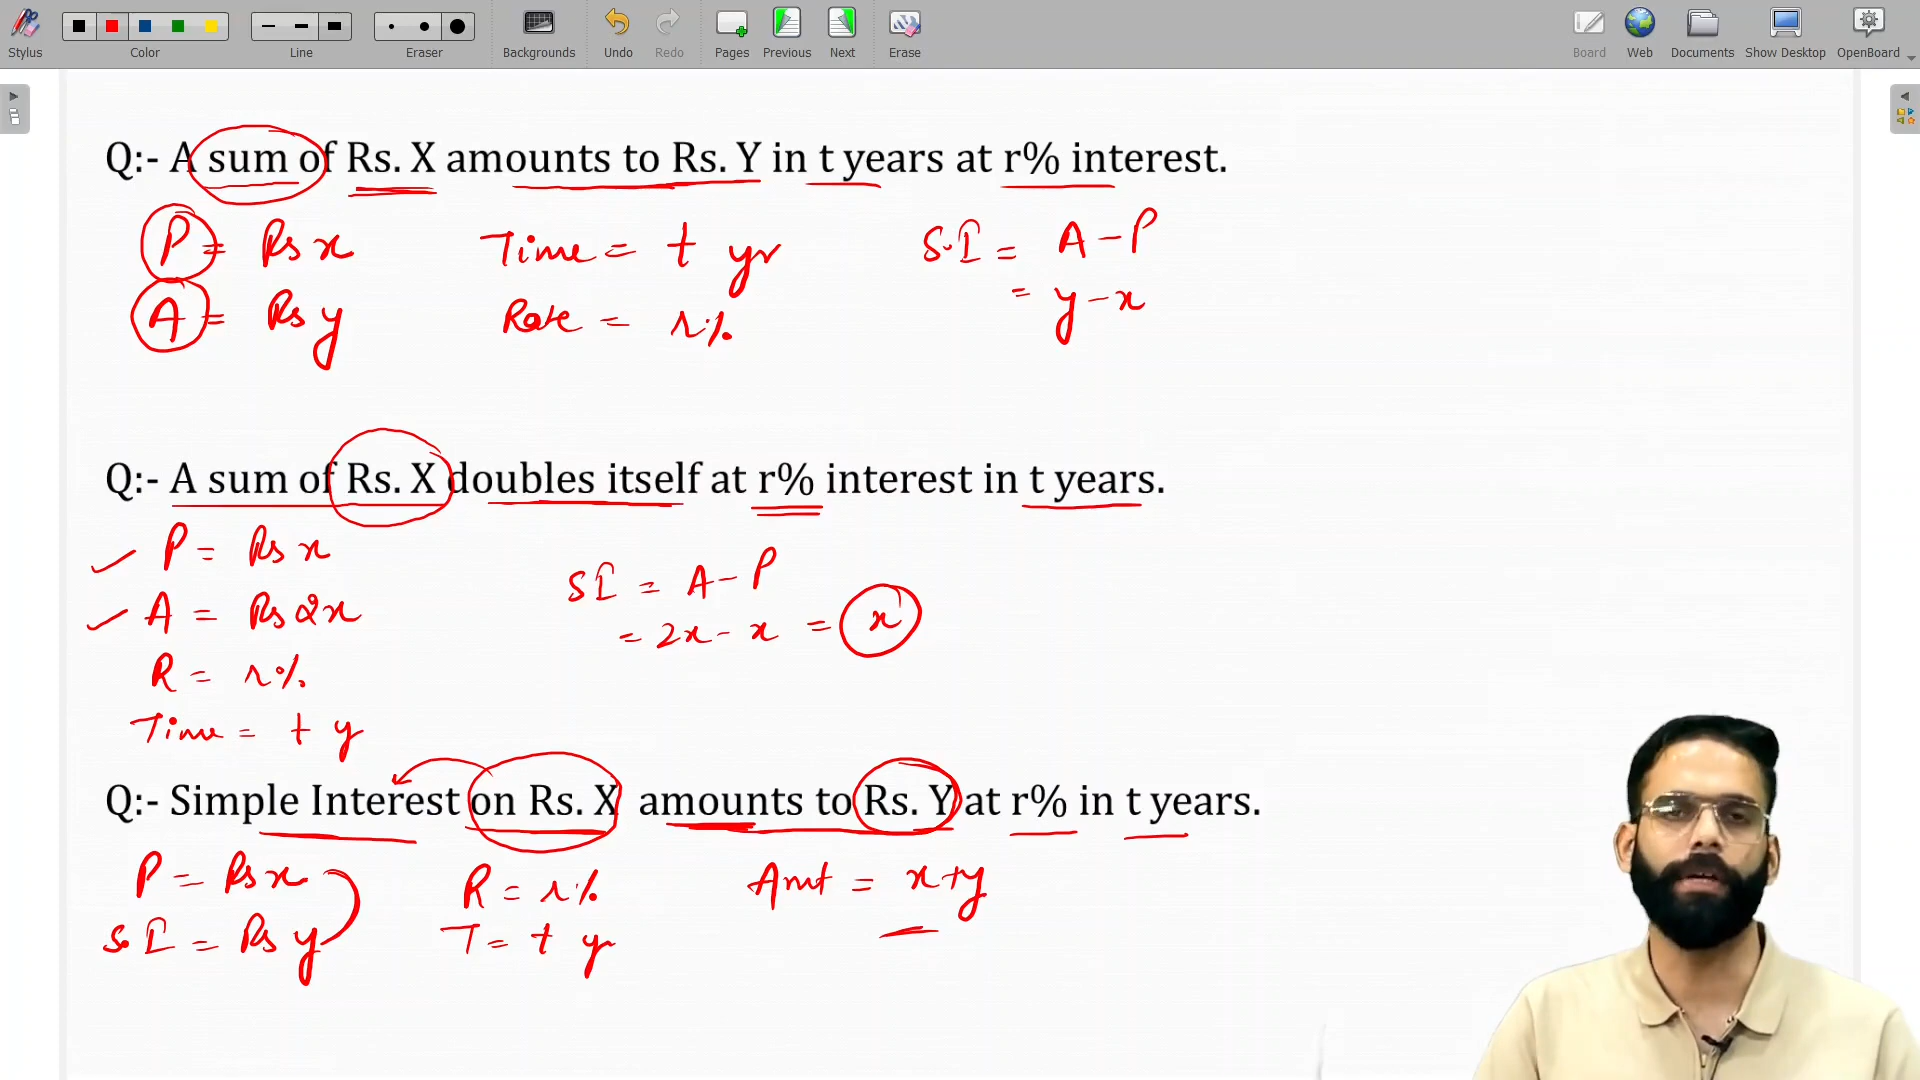 Stylus Color Line Eraser Backgrounds Undo Redo Pages Previous Next Erase Board Web Documents Show Desktop OpenBoard
Q:- A sum of Rs. X amounts to Rs. Y in t years at r% interest.
P = Rs x Time = t yr S.I = A - P
A = Rs y Rate = r% = y - x
Q:- A sum of Rs. X doubles itself at r% interest in t years.
P = Rs x
A = Rs 2x
R = r%
Time = t y
SI = A - P
= 2x - x = x
Q:- Simple Interest on Rs. X amounts to Rs. Y at r% in t years.
P = Rs x R = r% Amt = x+y
S.I = Rs y T = t yr